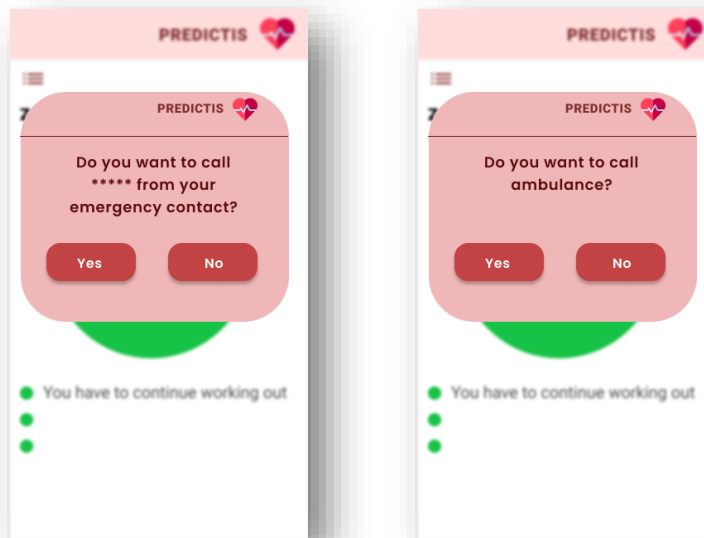 PREDICTIS
PREDICTIS
Do you want to call
***** from your
emergency contact?
Yes No
You have to continue working out
PREDICTIS
PREDICTIS
Do you want to call
ambulance?
Yes No
You have to continue working out